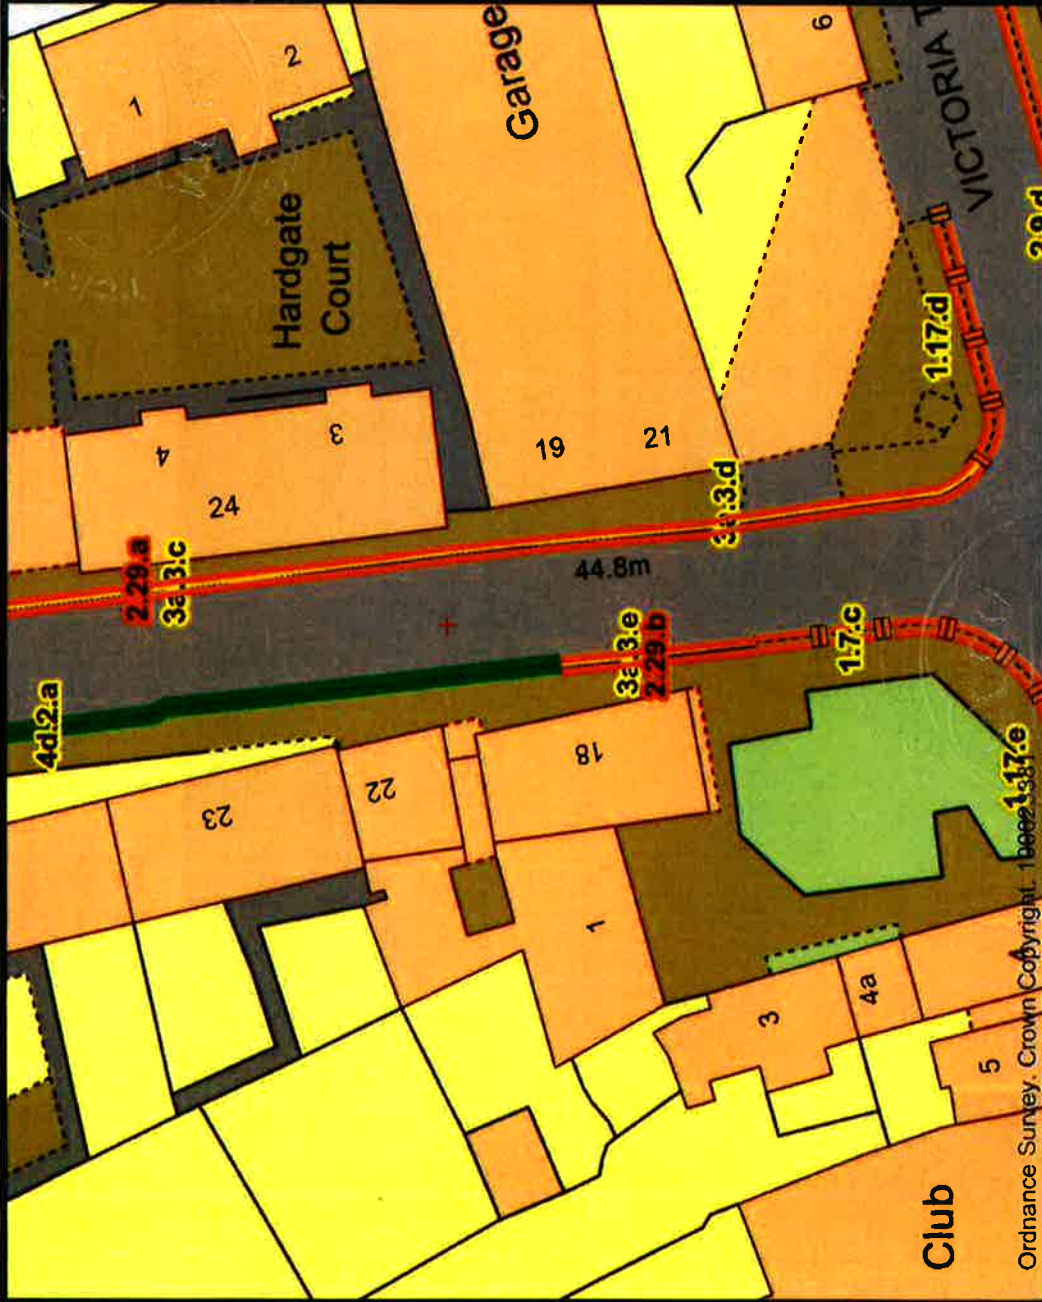 1
2
Garage
6
VICTORIA T
Hardgate
Court
4
3
24
19
21
2.29.a
3a.3.c
3a.3.d
1.17.d
2.9.d
44.8m
4d.2.a
3a.3.e
2.29.b
1.7.c
1.17.e
23
22
18
1
3
4a
5
Club
Ordnance Survey. Crown Copyright.